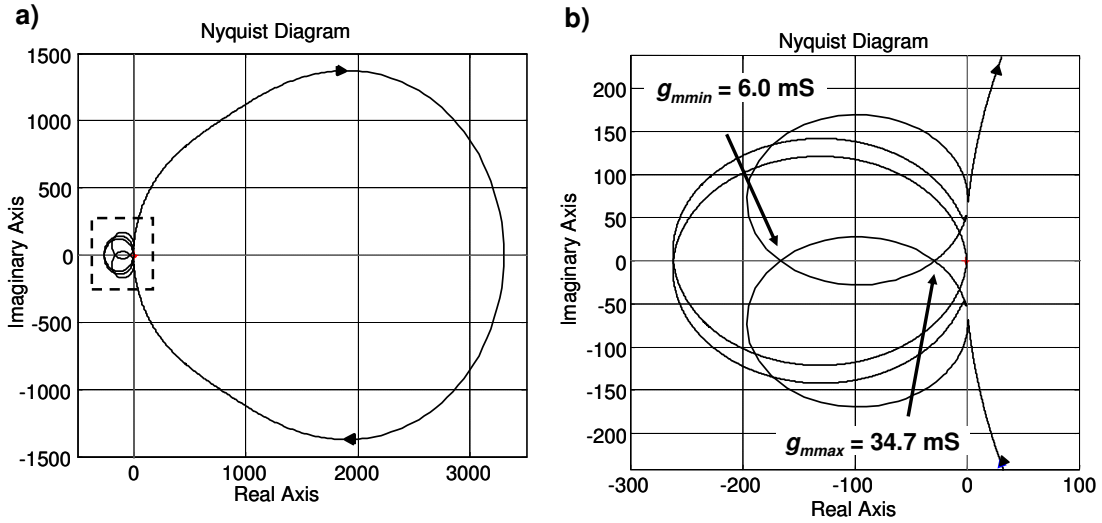 a)
Nyquist Diagram
1500
1000
500
0
-500
-1000
-1500
0
1000
2000
3000
Real Axis
Imaginary Axis
b)
Nyquist Diagram
200
150
100
50
0
-50
-100
-150
-200
-300
-200
-100
0
100
Real Axis
Imaginary Axis
gmmin = 6.0 mS
gmmax = 34.7 mS